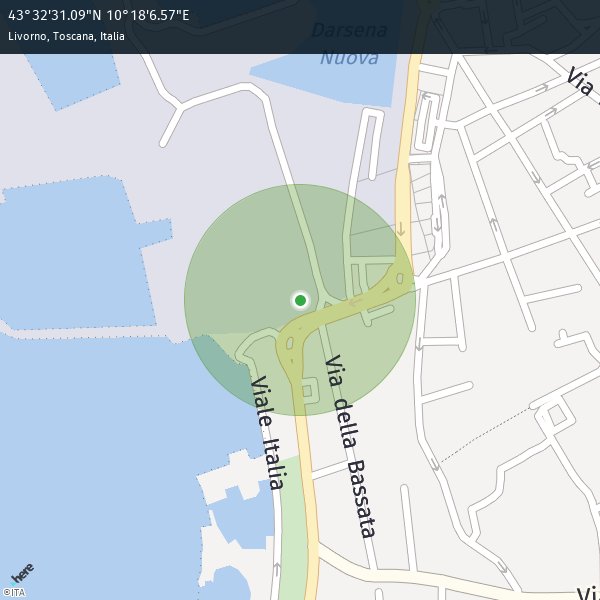 43°32'31.09"N 10°18'6.57"E
Livorno, Toscana, Italia
Darsena
Nuova
Via
Viale Italia
Via della Bassata
Via
here
©ITA